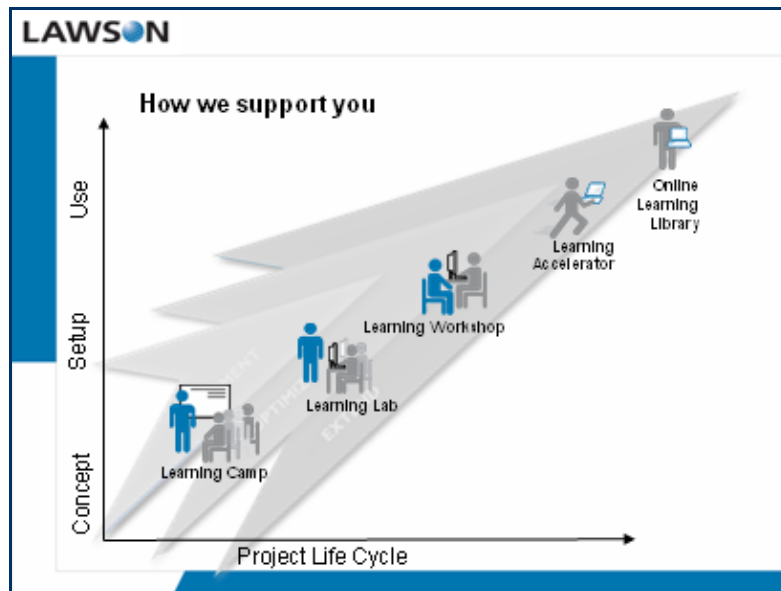 LAWSON
How we support you
Use
Setup
Concept
Online
Learning
Library
Learning
Accelerator
Learning Workshop
Learning Lab
Learning Camp
Project Life Cycle